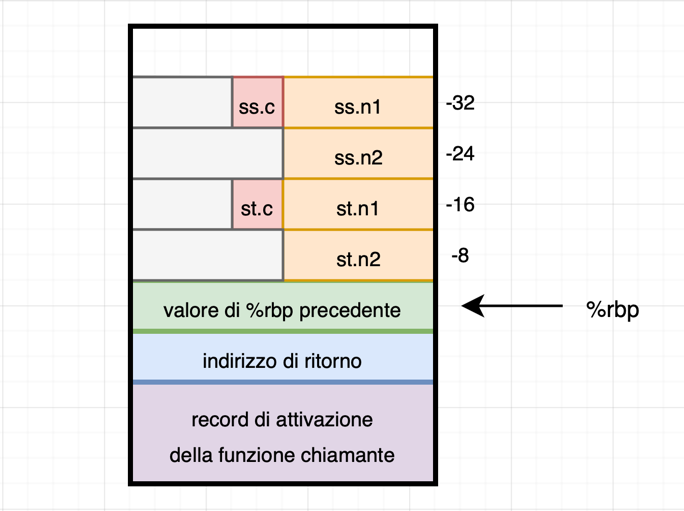 ss.c ss.n1 -32
ss.n2 -24
st.c st.n1 -16
st.n2 -8
valore di %rbp precedente %rbp
indirizzo di ritorno
record di attivazione
della funzione chiamante